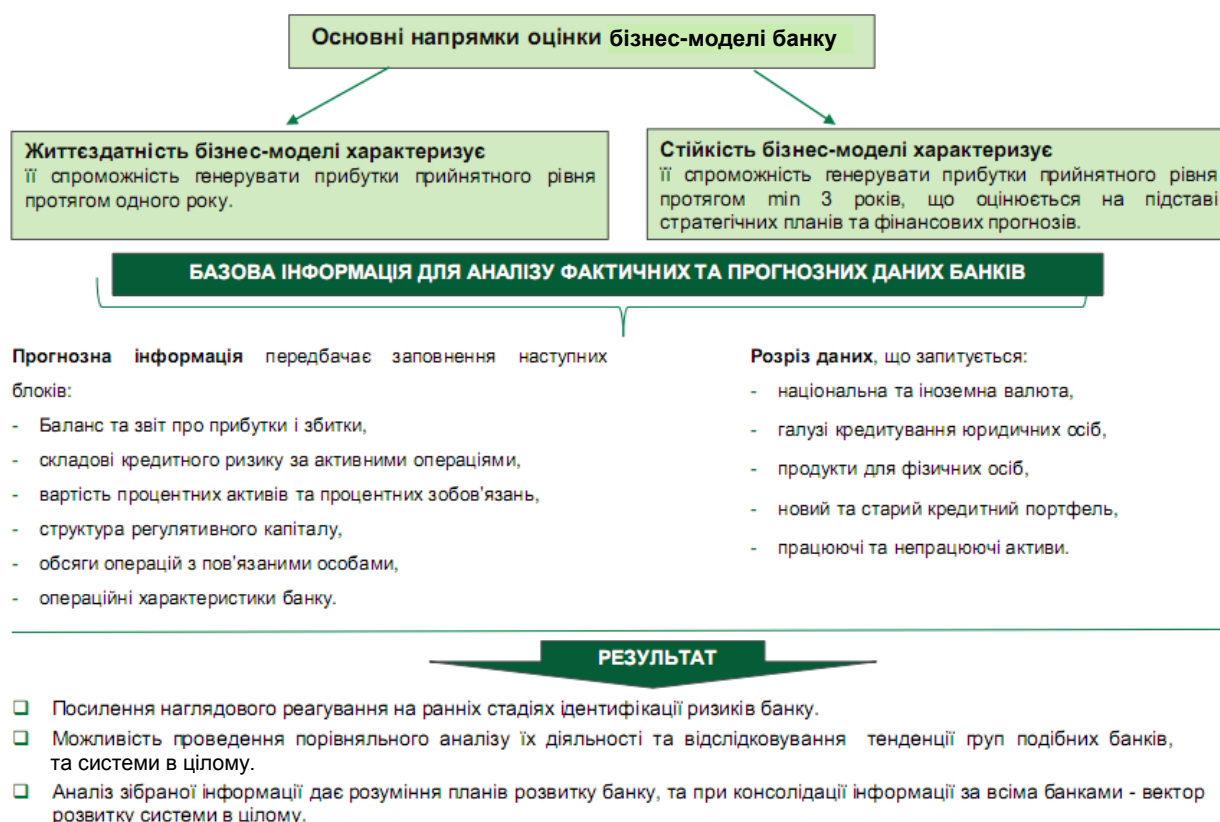 Основні напрямки оцінки бізнес-моделі банку
Життєздатність бізнес-моделі характеризує
її спроможність генерувати прибутки прийнятного рівня
протягом одного року.
Стійкість бізнес-моделі характеризує
її спроможність генерувати прибутки прийнятного рівня
протягом min 3 років, що оцінюється на підставі
стратегічних планів та фінансових прогнозів.
БАЗОВА ІНФОРМАЦІЯ ДЛЯ АНАЛІЗУ ФАКТИЧНИХ ТА ПРОГНОЗНИХ ДАНИХ БАНКІВ
Прогнозна інформація передбачає заповнення наступних
блоків:
- Баланс та звіт про прибутки і збитки,
- складові кредитного ризику за активними операціями,
- вартість процентних активів та процентних зобов'язань,
- структура регулятивного капіталу,
- обсяги операцій з пов'язаними особами,
- операційні характеристики банку.
Розріз даних, що запитується:
- національна та іноземна валюта,
- галузі кредитування юридичних осіб,
- продукти для фізичних осіб,
- новий та старий кредитний портфель,
- працюючі та непрацюючі активи.
РЕЗУЛЬТАТ
❑ Посилення наглядового реагування на ранніх стадіях ідентифікації ризиків банку.
❑ Можливість проведення порівняльного аналізу їх діяльності та відслідковування тенденції груп подібних банків,
та системи в цілому.
❑ Аналіз зібраної інформації дає розуміння планів розвитку банку, та при консолідації інформації за всіма банками - вектор
розвитку системи в цілому.